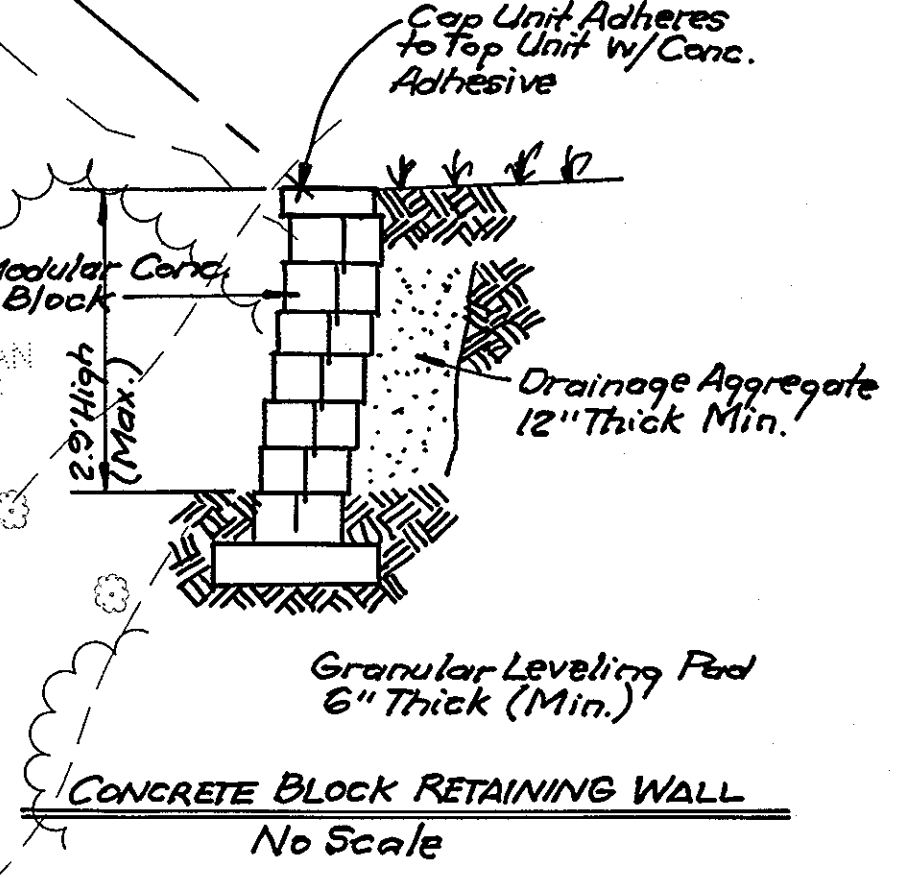 Cap Unit Adheres
to Top Unit w/Conc.
Adhesive
Modular Conc.
Block
2.9' High
(Max.)
Drainage Aggregate
12" Thick Min.
Granular Leveling Pad
6" Thick (Min.)
CONCRETE BLOCK RETAINING WALL
No Scale